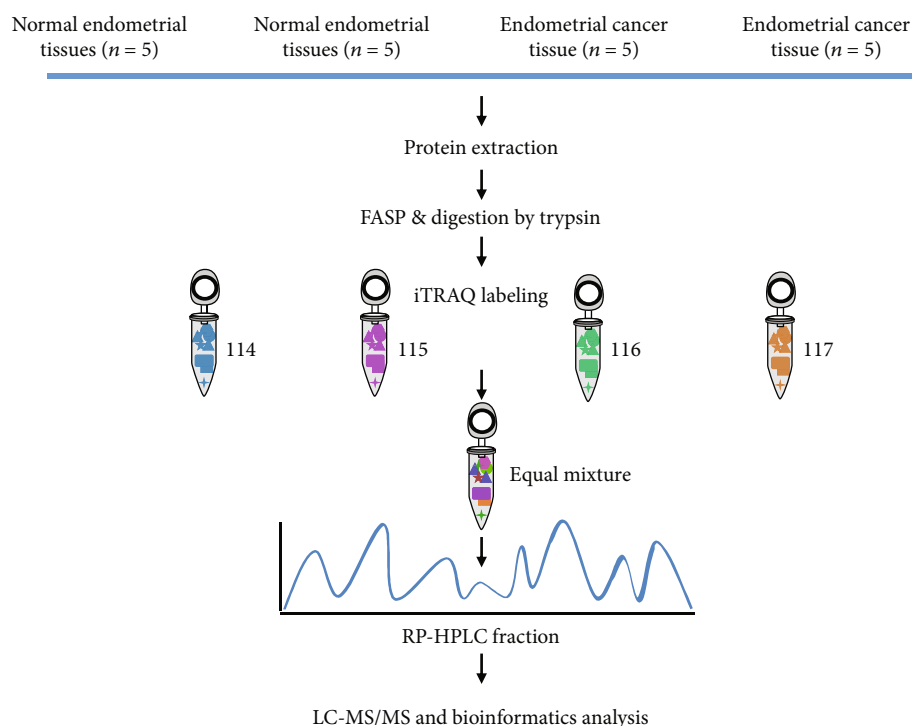 Normal endometrial
tissues (n = 5)
Normal endometrial
tissues (n = 5)
Endometrial cancer
tissue (n = 5)
Endometrial cancer
tissue (n = 5)
Protein extraction
FASP & digestion by trypsin
iTRAQ labeling
114
115
116
117
Equal mixture
RP-HPLC fraction
LC-MS/MS and bioinformatics analysis